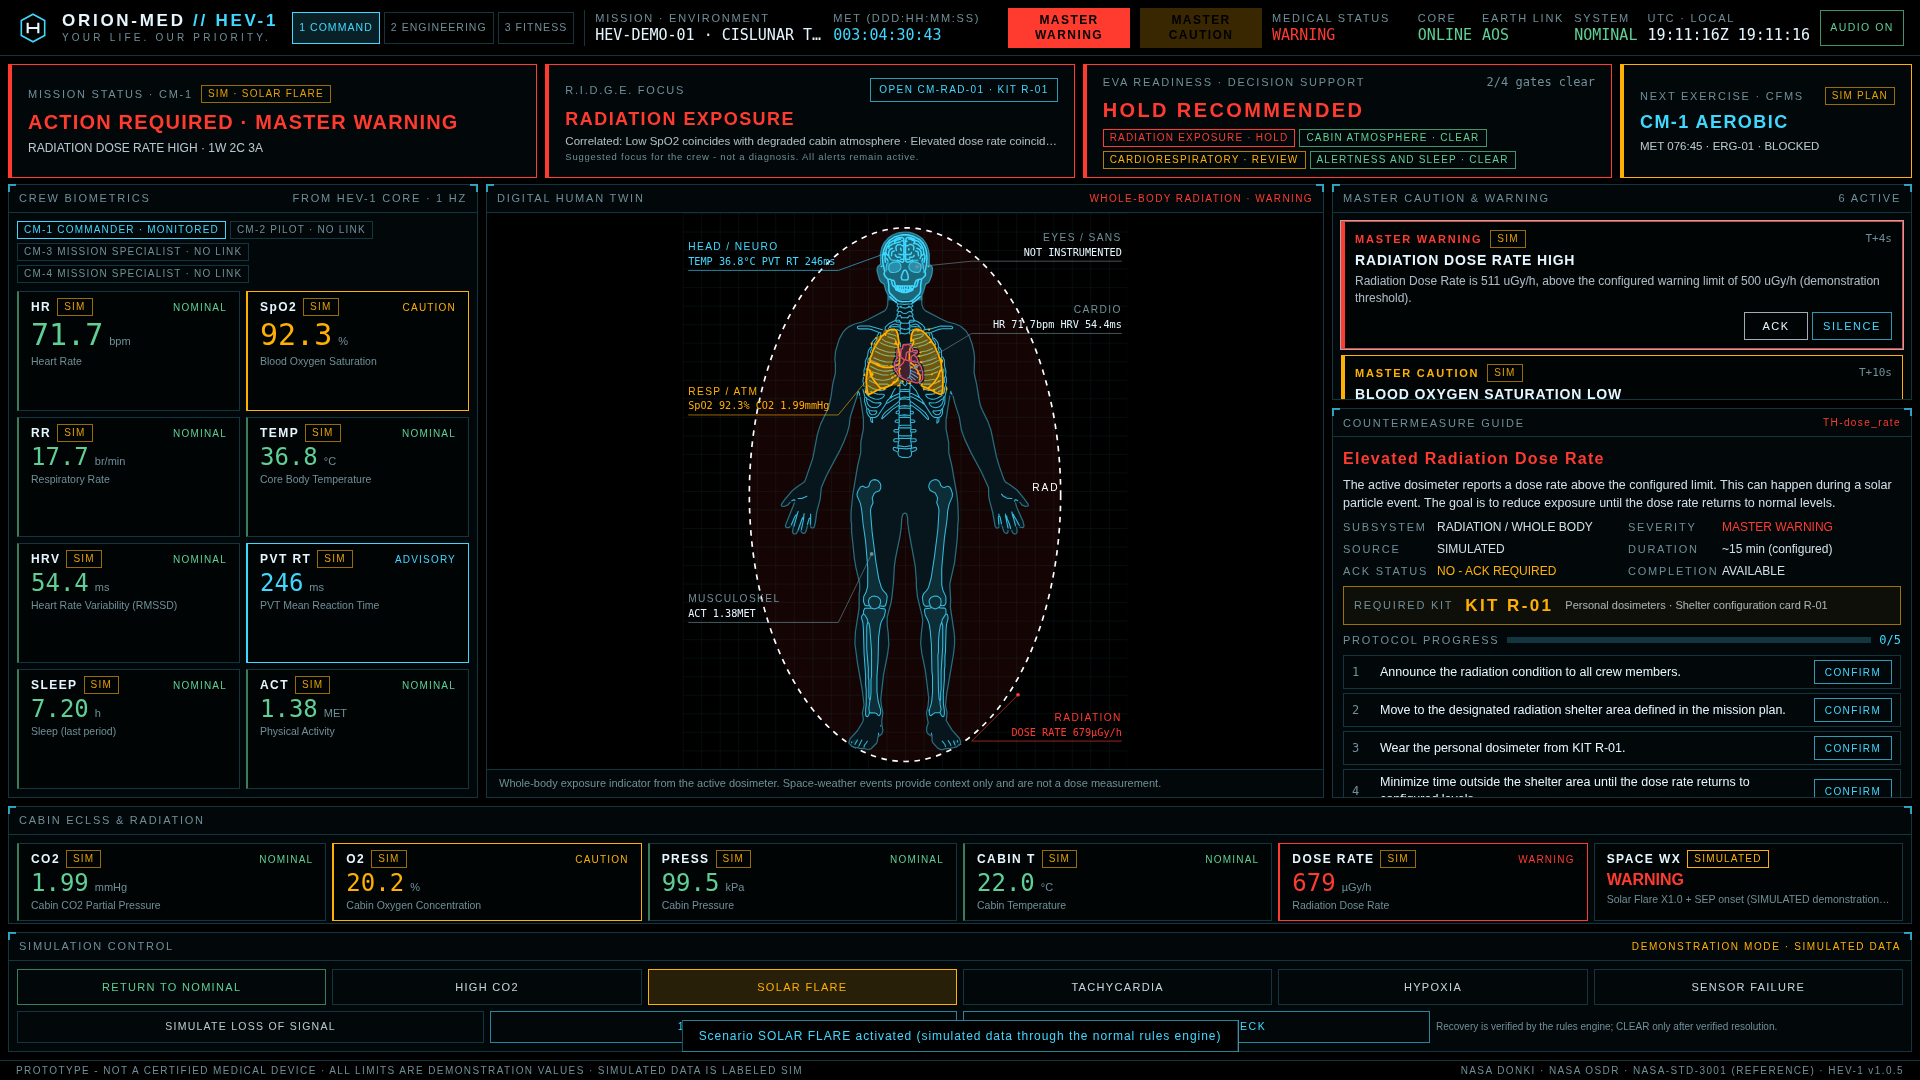 ORION-MED // HEV-1
YOUR LIFE. OUR PRIORITY.
1 COMMAND
2 ENGINEERING
3 FITNESS
MISSION · ENVIRONMENT
HEV-DEMO-01 · CISLUNAR T…
MET (DDD:HH:MM:SS)
003:04:30:43
MASTER WARNING
MASTER CAUTION
MEDICAL STATUS
WARNING
CORE
ONLINE
EARTH LINK
AOS
SYSTEM
NOMINAL
UTC · LOCAL
19:11:16Z 19:11:16
AUDIO ON
MISSION STATUS · CM-1
SIM · SOLAR FLARE
ACTION REQUIRED · MASTER WARNING
RADIATION DOSE RATE HIGH · 1W 2C 3A
R.I.D.G.E. FOCUS
OPEN CM-RAD-01 · KIT R-01
RADIATION EXPOSURE
Correlated: Low SpO2 coincides with degraded cabin atmosphere · Elevated dose rate coincid…
Suggested focus for the crew - not a diagnosis. All alerts remain active.
EVA READINESS · DECISION SUPPORT
2/4 gates clear
HOLD RECOMMENDED
RADIATION EXPOSURE · HOLD
CABIN ATMOSPHERE · CLEAR
CARDIORESPIRATORY · REVIEW
ALERTNESS AND SLEEP · CLEAR
NEXT EXERCISE · CFMS
SIM PLAN
CM-1 AEROBIC
MET 076:45 · ERG-01 · BLOCKED
CREW BIOMETRICS
FROM HEV-1 CORE · 1 HZ
CM-1 COMMANDER · MONITORED
CM-2 PILOT · NO LINK
CM-3 MISSION SPECIALIST · NO LINK
CM-4 MISSION SPECIALIST · NO LINK
HR SIM NOMINAL
71.7 bpm
Heart Rate
SpO2 SIM CAUTION
92.3 %
Blood Oxygen Saturation
RR SIM NOMINAL
17.7 br/min
Respiratory Rate
TEMP SIM NOMINAL
36.8 °C
Core Body Temperature
HRV SIM NOMINAL
54.4 ms
Heart Rate Variability (RMSSD)
PVT RT SIM ADVISORY
246 ms
PVT Mean Reaction Time
SLEEP SIM NOMINAL
7.20 h
Sleep (last period)
ACT SIM NOMINAL
1.38 MET
Physical Activity
DIGITAL HUMAN TWIN
WHOLE-BODY RADIATION · WARNING
HEAD / NEURO
TEMP 36.8°C PVT RT 246ms
EYES / SANS
NOT INSTRUMENTED
CARDIO
HR 71.7bpm HRV 54.4ms
RESP / ATM
SpO2 92.3% CO2 1.99mmHg
RAD
MUSCULOSKEL
ACT 1.38MET
RADIATION
DOSE RATE 679µGy/h
Whole-body exposure indicator from the active dosimeter. Space-weather events provide context only and are not a dose measurement.
MASTER CAUTION & WARNING
6 ACTIVE
MASTER WARNING SIM T+4s
RADIATION DOSE RATE HIGH
Radiation Dose Rate is 511 uGy/h, above the configured warning limit of 500 uGy/h (demonstration
threshold).
ACK
SILENCE
MASTER CAUTION SIM T+10s
BLOOD OXYGEN SATURATION LOW
COUNTERMEASURE GUIDE
TH-dose_rate
Elevated Radiation Dose Rate
The active dosimeter reports a dose rate above the configured limit. This can happen during a solar
particle event. The goal is to reduce exposure until the dose rate returns to normal levels.
SUBSYSTEM RADIATION / WHOLE BODY
SEVERITY MASTER WARNING
SOURCE SIMULATED
DURATION ~15 min (configured)
ACK STATUS NO - ACK REQUIRED
COMPLETION AVAILABLE
REQUIRED KIT KIT R-01 Personal dosimeters · Shelter configuration card R-01
PROTOCOL PROGRESS 0/5
1 Announce the radiation condition to all crew members. CONFIRM
2 Move to the designated radiation shelter area defined in the mission plan. CONFIRM
3 Wear the personal dosimeter from KIT R-01. CONFIRM
4 Minimize time outside the shelter area until the dose rate returns to
configured levels. CONFIRM
CABIN ECLSS & RADIATION
CO2 SIM NOMINAL
1.99 mmHg
Cabin CO2 Partial Pressure
O2 SIM CAUTION
20.2 %
Cabin Oxygen Concentration
PRESS SIM NOMINAL
99.5 kPa
Cabin Pressure
CABIN T SIM NOMINAL
22.0 °C
Cabin Temperature
DOSE RATE SIM WARNING
679 µGy/h
Radiation Dose Rate
SPACE WX SIMULATED
WARNING
Solar Flare X1.0 + SEP onset (SIMULATED demonstration…
SIMULATION CONTROL
DEMONSTRATION MODE · SIMULATED DATA
RETURN TO NOMINAL
HIGH CO2
SOLAR FLARE
TACHYCARDIA
HYPOXIA
SENSOR FAILURE
SIMULATE LOSS OF SIGNAL
1
ECK
Recovery is verified by the rules engine; CLEAR only after verified resolution.
Scenario SOLAR FLARE activated (simulated data through the normal rules engine)
PROTOTYPE - NOT A CERTIFIED MEDICAL DEVICE · ALL LIMITS ARE DEMONSTRATION VALUES · SIMULATED DATA IS LABELED SIM
NASA DONKI · NASA OSDR · NASA-STD-3001 (REFERENCE) · HEV-1 v1.0.5